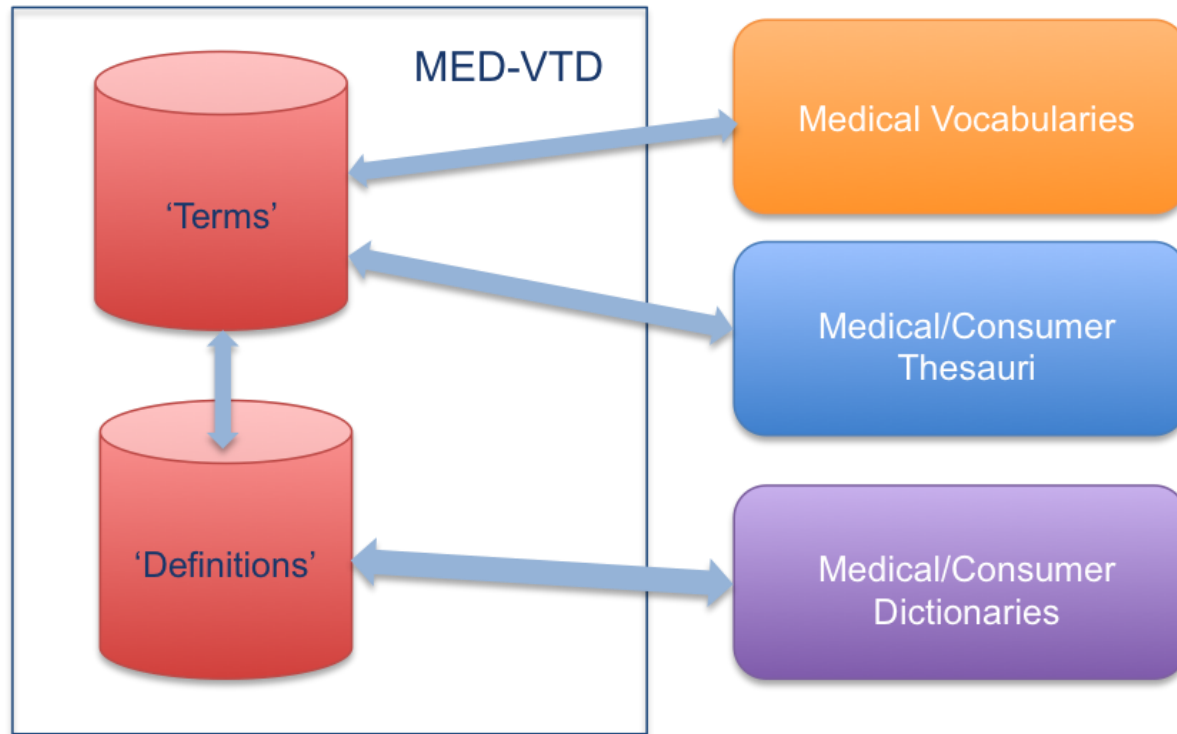 MED-VTD
‘Terms’
‘Definitions’
Medical Vocabularies
Medical/Consumer
Thesauri
Medical/Consumer
Dictionaries